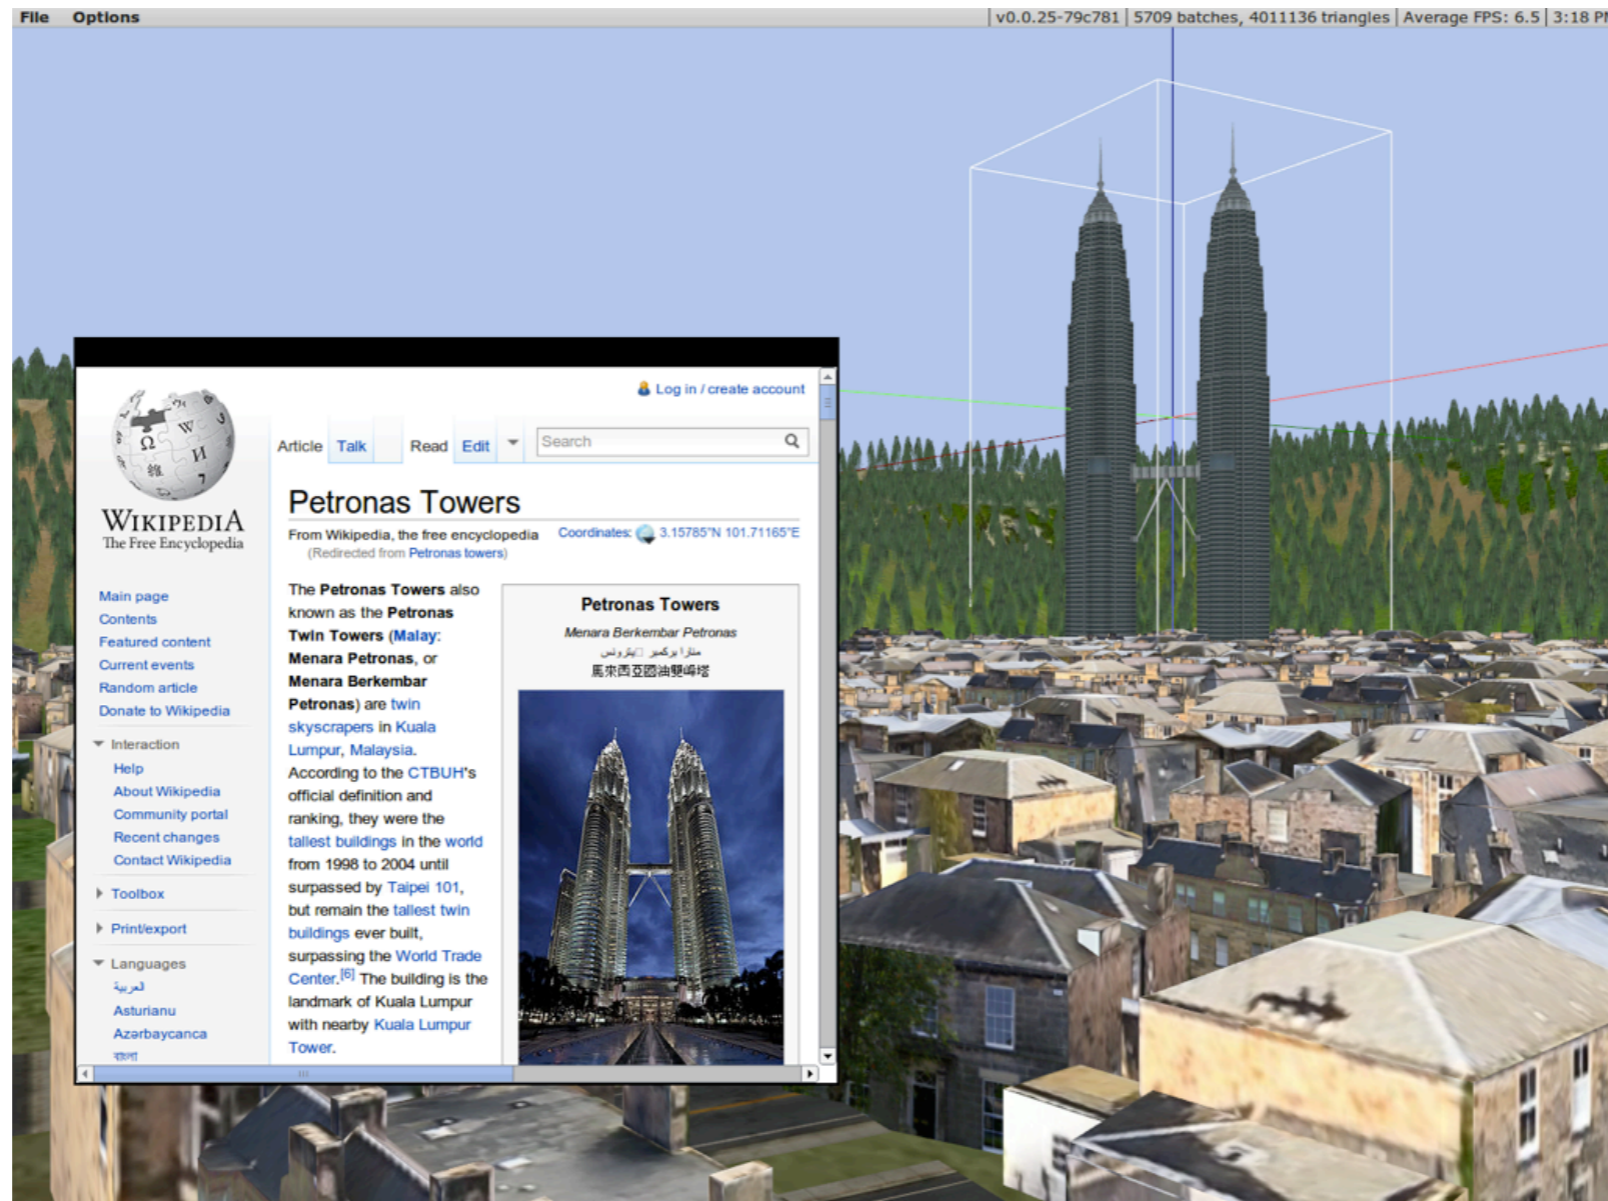 File Options
v0.0.25-79c781 5709 batches, 4011136 triangles Average FPS: 6.5 3:18 P
Log in / create account
Article Talk Read Edit Search
WIKIPEDIA
The Free Encyclopedia
Main page
Contents
Featured content
Current events
Random article
Donate to Wikipedia
Interaction
Help
About Wikipedia
Community portal
Recent changes
Contact Wikipedia
Toolbox
Print/export
Languages
العربية
Asturianu
Azərbaycanca
বাংলা
Petronas Towers
From Wikipedia, the free encyclopedia
Coordinates: 3.15785°N 101.71165°E
(Redirected from Petronas towers)
The Petronas Towers also
known as the Petronas
Twin Towers (Malay:
Menara Petronas, or
Menara Berkembar
Petronas) are twin
skyscrapers in Kuala
Lumpur, Malaysia.
According to the CTBUH's
official definition and
ranking, they were the
tallest buildings in the world
from 1998 to 2004 until
surpassed by Taipei 101,
but remain the tallest twin
buildings ever built,
surpassing the World Trade
Center.[6] The building is the
landmark of Kuala Lumpur
with nearby Kuala Lumpur
Tower.
Petronas Towers
Menara Berkembar Petronas
منارا برکمبر
馬來西亞國油雙峰塔